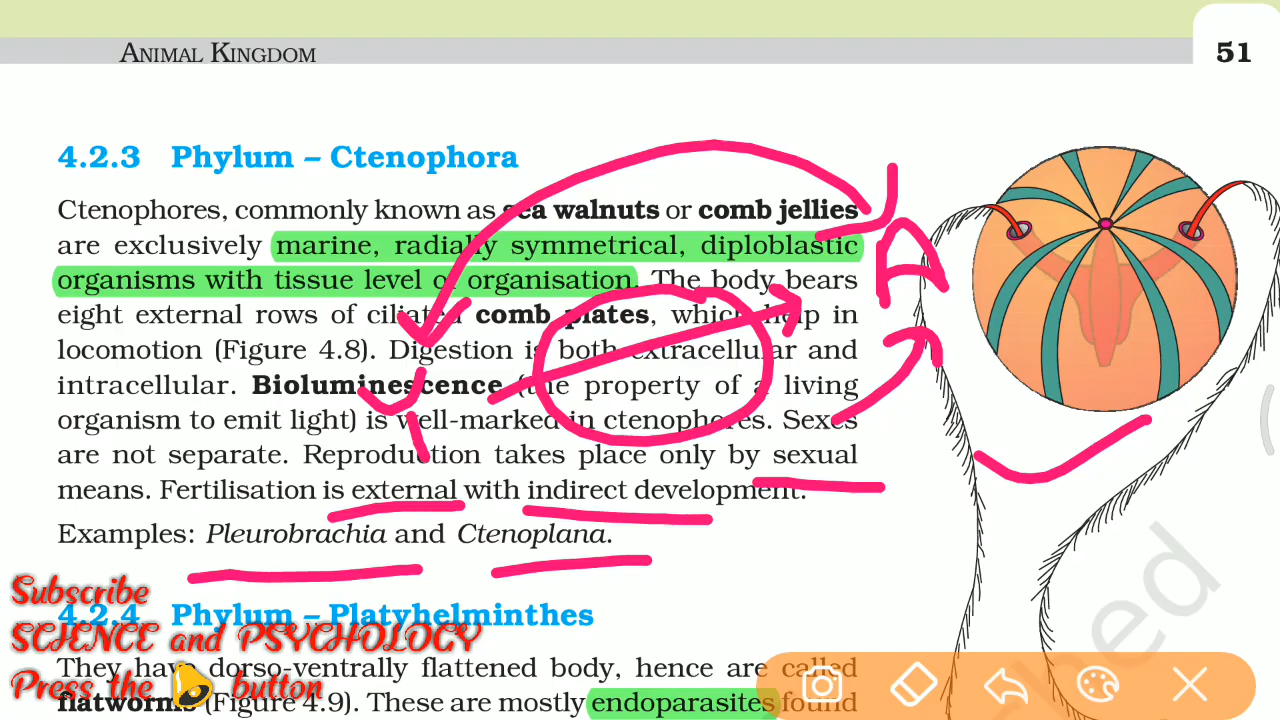 ANIMAL KINGDOM
51
4.2.3 Phylum – Ctenophora
Ctenophores, commonly known as sea walnuts or comb jellies
are exclusively marine, radially symmetrical, diploblastic
organisms with tissue level of organisation. The body bears
eight external rows of ciliated comb plates, which help in
locomotion (Figure 4.8). Digestion is both extracellular and
intracellular. Bioluminescence (the property of a living
organism to emit light) is well-marked in ctenophores. Sexes
are not separate. Reproduction takes place only by sexual
means. Fertilisation is external with indirect development.
Examples: Pleurobrachia and Ctenoplana.
4.2.4 Phylum – Platyhelminthes
They have dorso-ventrally flattened body, hence are called
flatworms (Figure 4.9). These are mostly endoparasites found
Subscribe
SCIENCE and PSYCHOLOGY
Press the button